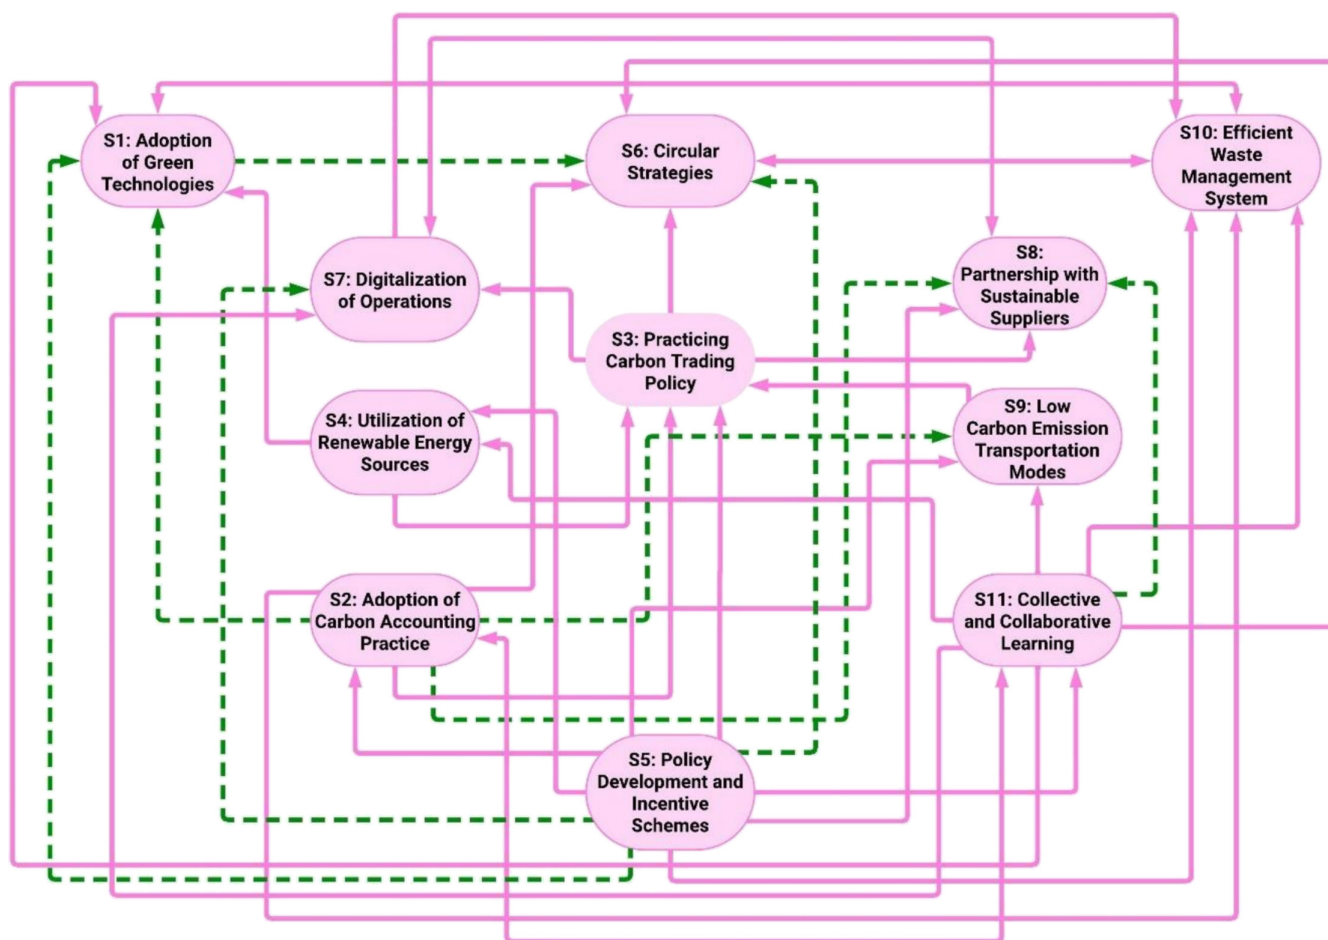 S1: Adoption
of Green
Technologies
S6: Circular
Strategies
S10: Efficient
Waste
Management
System
S7: Digitalization
of Operations
S8:
Partnership with
Sustainable
Suppliers
S3: Practicing
Carbon Trading
Policy
S4: Utilization of
Renewable Energy
Sources
S9: Low
Carbon Emission
Transportation
Modes
S2: Adoption of
Carbon Accounting
Practice
S11: Collective
and Collaborative
Learning
S5: Policy
Development and
Incentive
Schemes